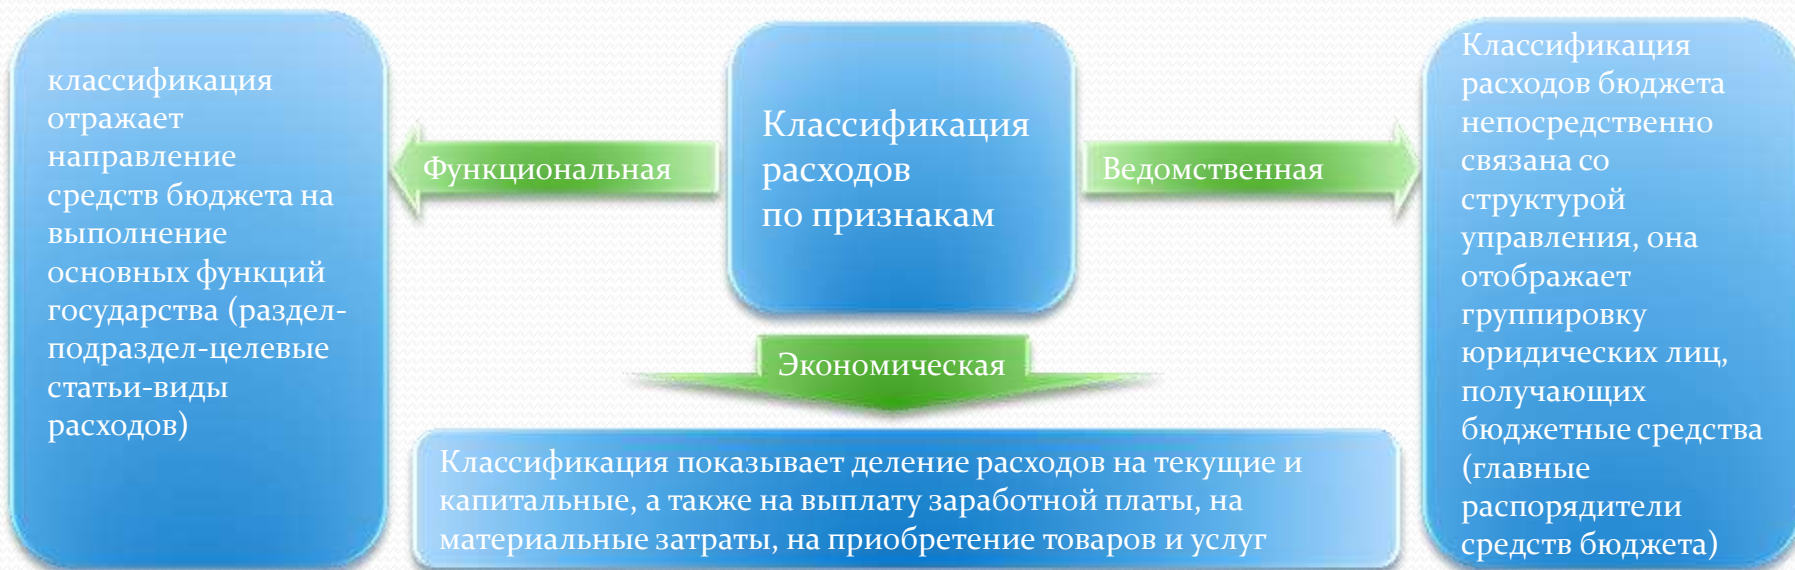 классификация
отражает
направление
средств бюджета на
выполнение
основных функций
государства (раздел-
подраздел-целевые
статьи-виды
расходов)
Функциональная
Классификация
расходов
по признакам
Ведомственная
Классификация
расходов бюджета
непосредственно
связана со
структурой
управления, она
отображает
группировку
юридических лиц,
получающих
бюджетные средства
(главные
распорядители
средств бюджета)
Экономическая
Классификация показывает деление расходов на текущие и
капитальные, а также на выплату заработной платы, на
материальные затраты, на приобретение товаров и услуг